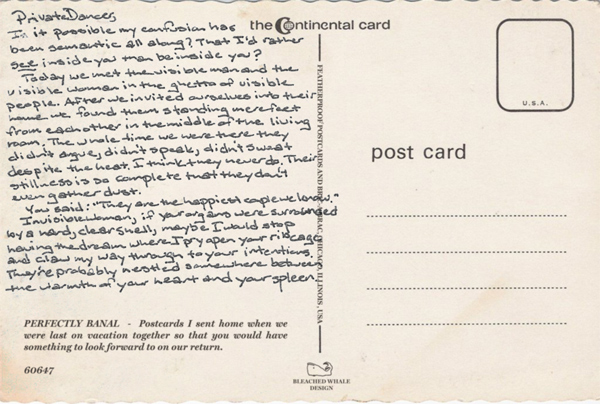 Private Dances
Is it possible my confusion has
been semantic all along? That I'd rather
see inside you than be inside you?
Today we met the visible man and the
visible woman in the ghetto of visible
people. After we invited ourselves into their
home we found them standing mere feet
from each other in the middle of the living
room. The whole time we were there they
didn't argue, didn't speak, didn't sweat
despite the heat. I think they never do. Their
stillness is so complete that they don't
even gather dust.
You said: "They are the happiest couple we know."
Invisible woman, if your organs were surrounded
by a hard, clear shell, maybe I would stop
having the dream where I pry open your ribcage
and claw my way through to your intentions.
They're probably nestled somewhere between
the warmth of your heart and your spleen.
PERFECTLY BANAL - Postcards I sent home when we
were last on vacation together so that you would have
something to look forward to on our return.
60647
the Continental card
FEATHERPROOF POSTCARDS AND CHICAGO, ILLINOIS, USA
BLEACHED WHALE
DESIGN
U.S.A.
post card